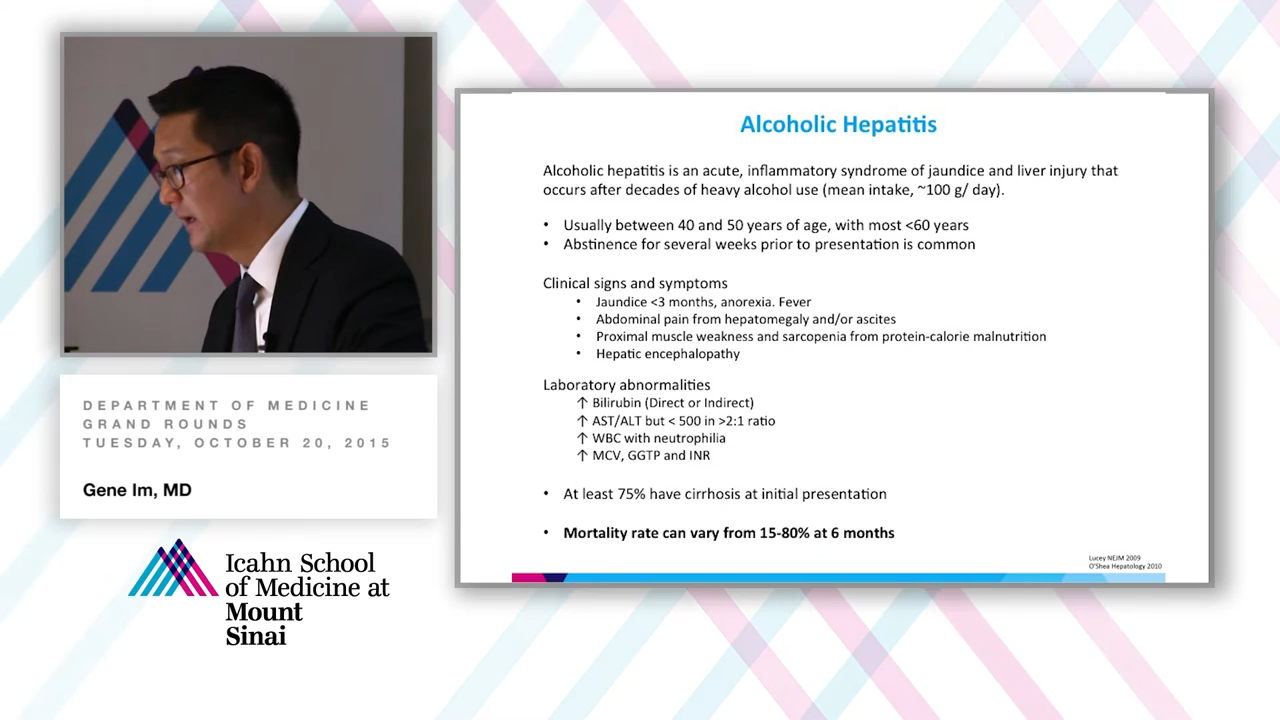 Alcoholic Hepatitis
Alcoholic hepatitis is an acute, inflammatory syndrome of jaundice and liver injury that
occurs after decades of heavy alcohol use (mean intake, ~100 g/ day).
• Usually between 40 and 50 years of age, with most <60 years
• Abstinence for several weeks prior to presentation is common
Clinical signs and symptoms
• Jaundice <3 months, anorexia. Fever
• Abdominal pain from hepatomegaly and/or ascites
• Proximal muscle weakness and sarcopenia from protein-calorie malnutrition
• Hepatic encephalopathy
Laboratory abnormalities
↑ Bilirubin (Direct or Indirect)
↑ AST/ALT but < 500 in >2:1 ratio
↑ WBC with neutrophilia
↑ MCV, GGTP and INR
• At least 75% have cirrhosis at initial presentation
• Mortality rate can vary from 15-80% at 6 months
Lucey NEJM 2009
O'Shea Hepatology 2010
DEPARTMENT OF MEDICINE
GRAND ROUNDS
TUESDAY, OCTOBER 20, 2015
Gene Im, MD
Icahn School
of Medicine at
Mount
Sinai